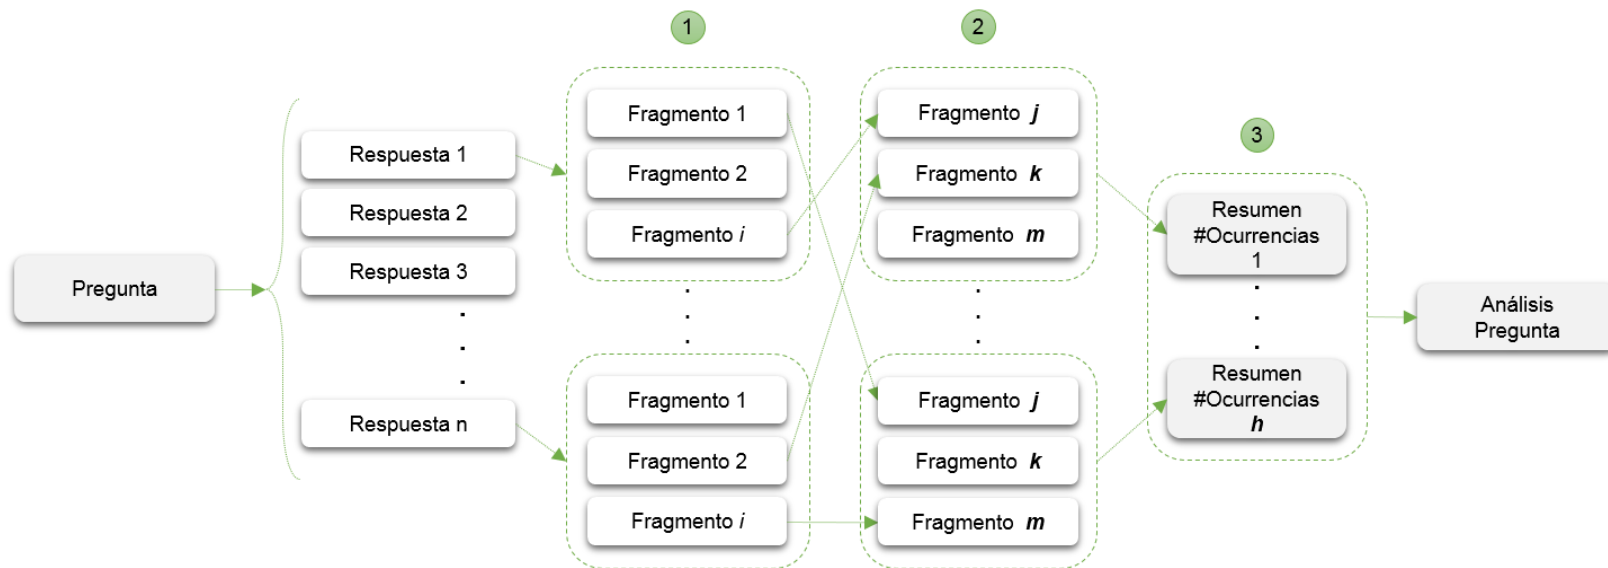 1
2
3
Pregunta
Respuesta 1
Respuesta 2
Respuesta 3
Respuesta n
Fragmento 1
Fragmento 2
Fragmento i
Fragmento 1
Fragmento 2
Fragmento i
Fragmento j
Fragmento k
Fragmento m
Fragmento j
Fragmento k
Fragmento m
Resumen
#Ocurrencias
1
Resumen
#Ocurrencias
h
Análisis
Pregunta